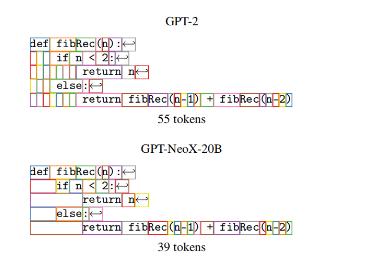 GPT-2
def fibRec(n):↩
    if n < 2:↩
        return n↩
    else:↩
        return fibRec(n-1) + fibRec(n-2)
55 tokens
GPT-NeoX-20B
def fibRec(n):↩
    if n < 2:↩
        return n↩
    else:↩
        return fibRec(n-1) + fibRec(n-2)
39 tokens